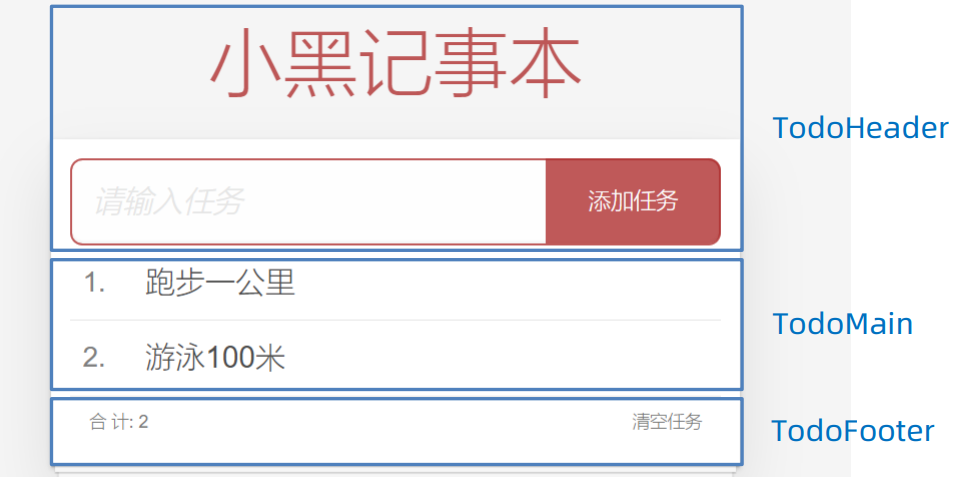 小黑记事本
TodoHeader
请输入任务
添加任务
1. 跑步一公里
TodoMain
2. 游泳100米
合 计: 2
清空任务
TodoFooter